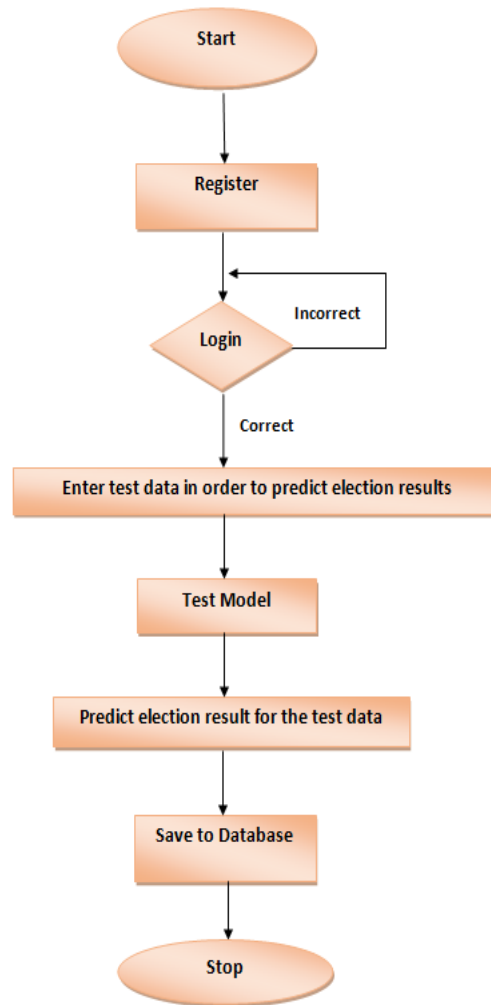 Start
Register
Incorrect
Login
Correct
Enter test data in order to predict election results
Test Model
Predict election result for the test data
Save to Database
Stop